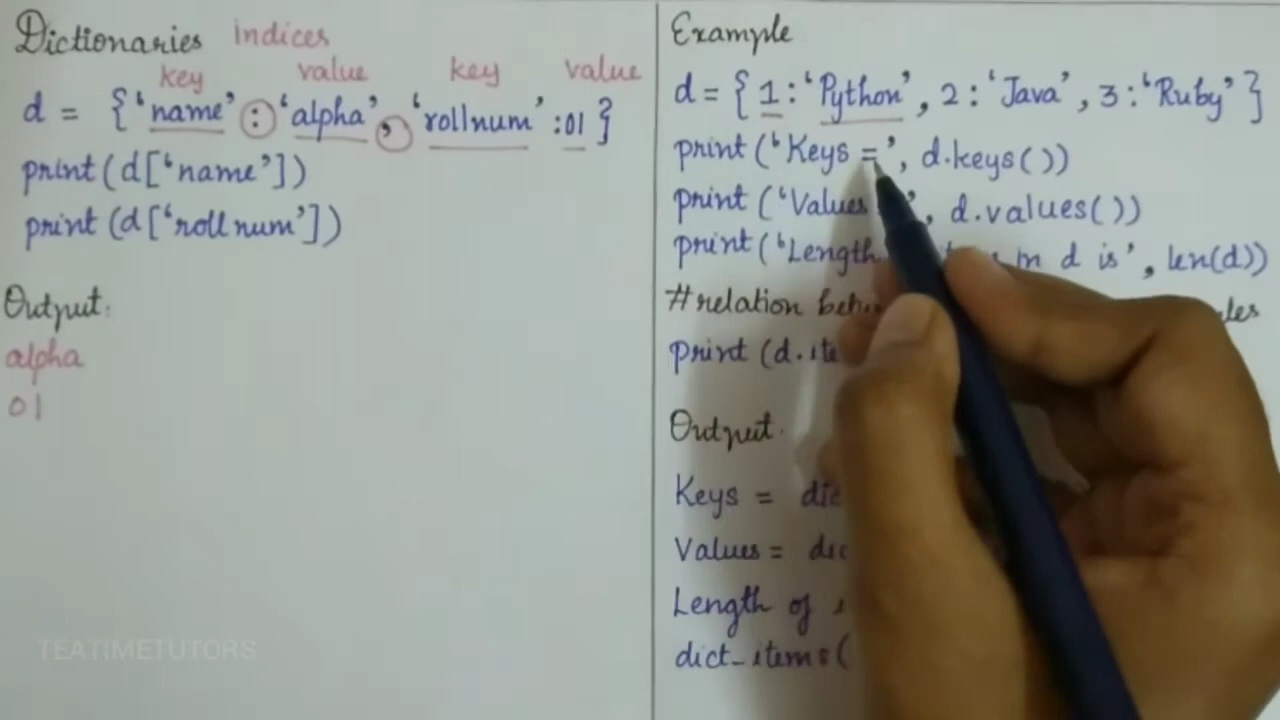 Dictionaries Indices
key value key value
d = {'name' : 'alpha', 'rollnum' :01}
print(d['name'])
print(d['rollnum'])
Output:
alpha
01
TEATIMETUTORS
Example
d = { 1 : 'Python', 2 : 'Java', 3 : 'Ruby' }
print ('Keys =', d.keys())
print ('Values ', d.values())
print ('Length in d is', len(d))
#relation
print (d.
Output.
Keys =
Values =
Length of
dict_items(